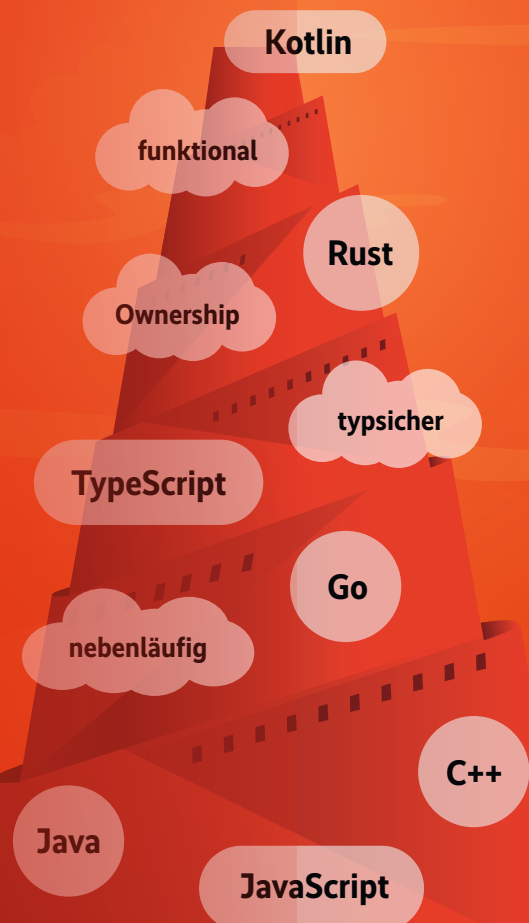 Kotlin
funktional
Rust
Ownership
typsicher
TypeScript
Go
nebenläufig
C++
Java
JavaScript